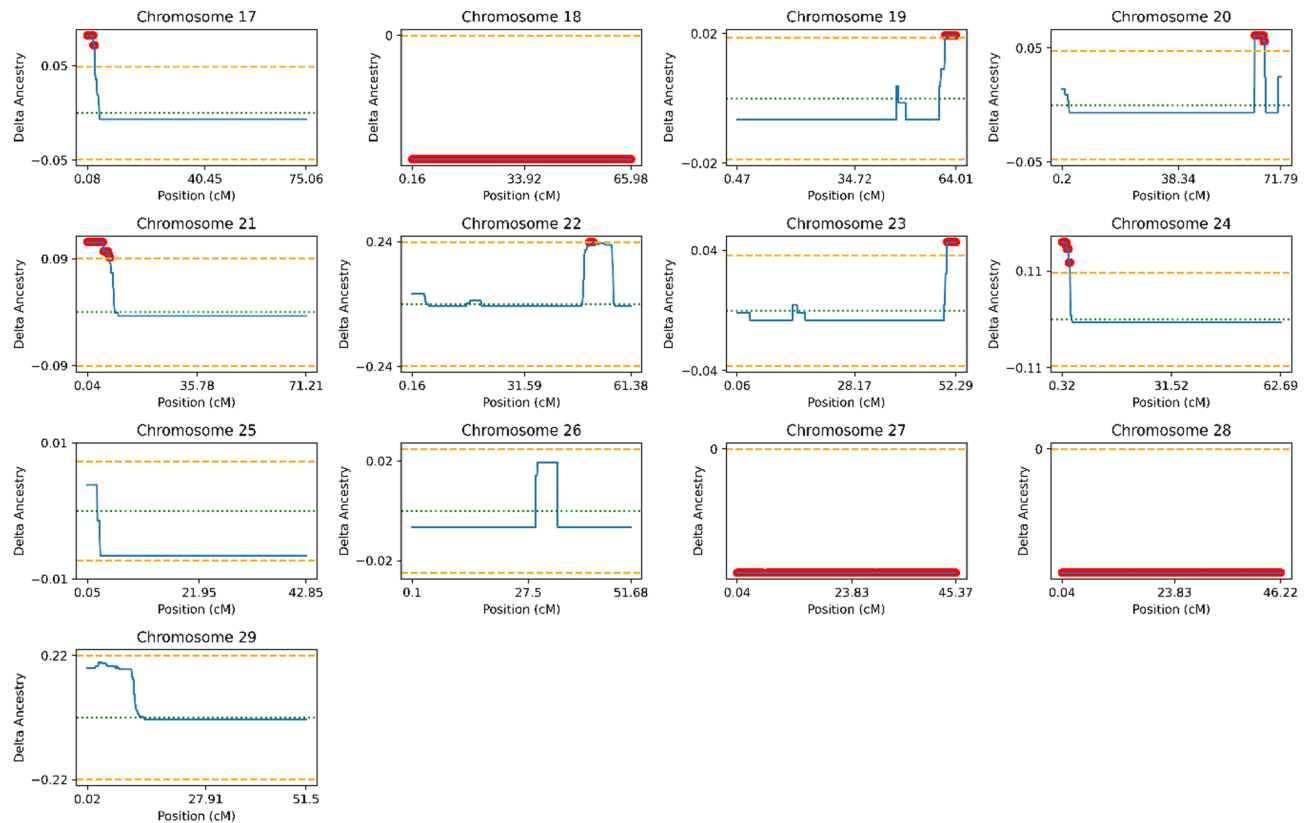 Chromosome 17
Delta Ancestry
0.05
−0.05
0.08 40.45 75.06
Position (cM)
Chromosome 18
Delta Ancestry
0
0.16 33.92 65.98
Position (cM)
Chromosome 19
Delta Ancestry
0.02
−0.02
0.47 34.72 64.01
Position (cM)
Chromosome 20
Delta Ancestry
0.05
−0.05
0.2 38.34 71.79
Position (cM)
Chromosome 21
Delta Ancestry
0.09
−0.09
0.04 35.78 71.21
Position (cM)
Chromosome 22
Delta Ancestry
0.24
−0.24
0.16 31.59 61.38
Position (cM)
Chromosome 23
Delta Ancestry
0.04
−0.04
0.06 28.17 52.29
Position (cM)
Chromosome 24
Delta Ancestry
0.11
−0.11
0.32 31.52 62.69
Position (cM)
Chromosome 25
Delta Ancestry
0.01
−0.01
0.05 21.95 42.85
Position (cM)
Chromosome 26
Delta Ancestry
0.02
−0.02
0.1 27.5 51.68
Position (cM)
Chromosome 27
Delta Ancestry
0
0.04 23.83 45.37
Position (cM)
Chromosome 28
Delta Ancestry
0
0.04 23.83 46.22
Position (cM)
Chromosome 29
Delta Ancestry
0.22
−0.22
0.02 27.91 51.5
Position (cM)